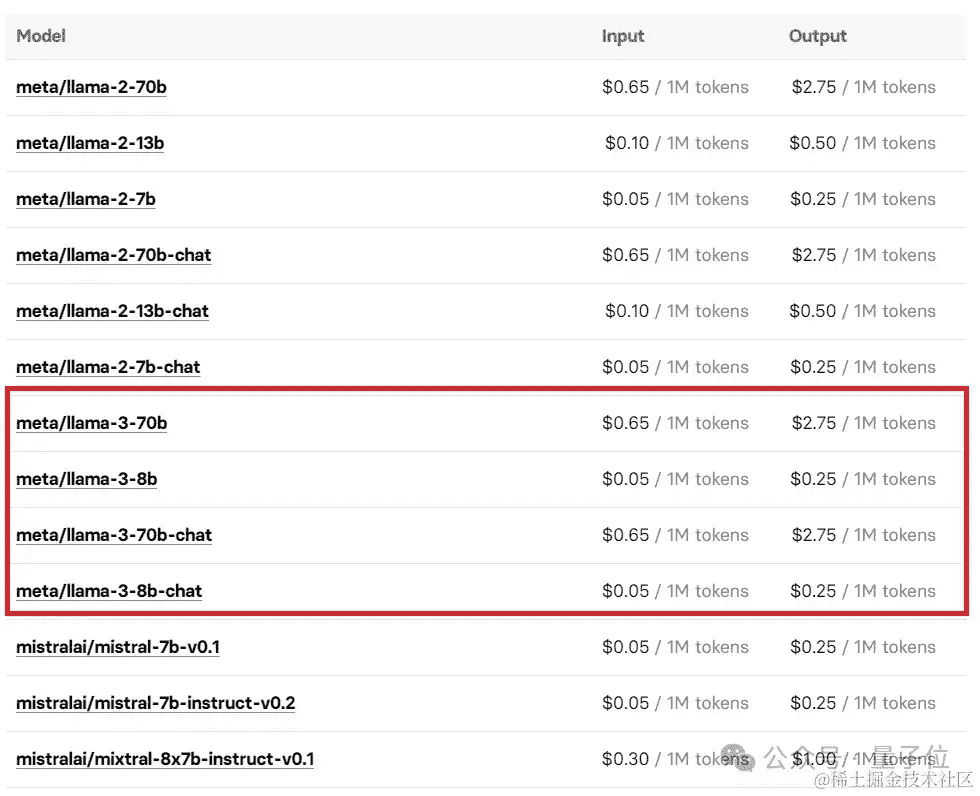 Model Input Output
meta/llama-2-70b $0.65 / 1M tokens $2.75 / 1M tokens
meta/llama-2-13b $0.10 / 1M tokens $0.50 / 1M tokens
meta/llama-2-7b $0.05 / 1M tokens $0.25 / 1M tokens
meta/llama-2-70b-chat $0.65 / 1M tokens $2.75 / 1M tokens
meta/llama-2-13b-chat $0.10 / 1M tokens $0.50 / 1M tokens
meta/llama-2-7b-chat $0.05 / 1M tokens $0.25 / 1M tokens
meta/llama-3-70b $0.65 / 1M tokens $2.75 / 1M tokens
meta/llama-3-8b $0.05 / 1M tokens $0.25 / 1M tokens
meta/llama-3-70b-chat $0.65 / 1M tokens $2.75 / 1M tokens
meta/llama-3-8b-chat $0.05 / 1M tokens $0.25 / 1M tokens
mistralai/mistral-7b-v0.1 $0.05 / 1M tokens $0.25 / 1M tokens
mistralai/mistral-7b-instruct-v0.2 $0.05 / 1M tokens $0.25 / 1M tokens
mistralai/mixtral-8x7b-instruct-v0.1 $0.30 / 1M tokens $1.00 / 1M tokens
公众号 · 量子位
@稀土掘金技术社区